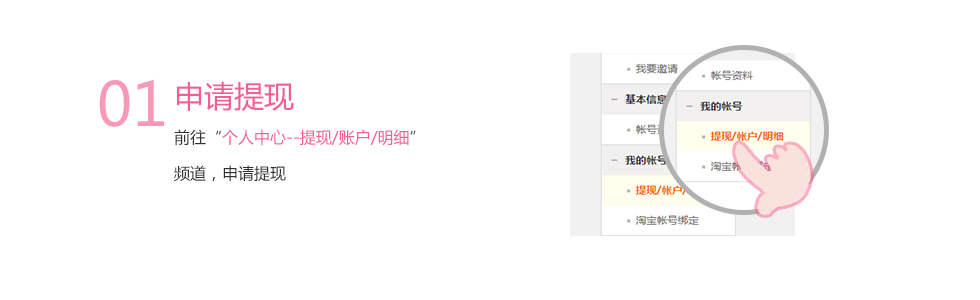 01 申请提现
前往“个人中心--提现/账户/明细”
频道，申请提现
我要邀请
基本信息
帐号
我的帐号
提现/帐户/
淘宝帐号绑定
帐号资料
我的帐号
提现/帐户/明细
淘宝帐